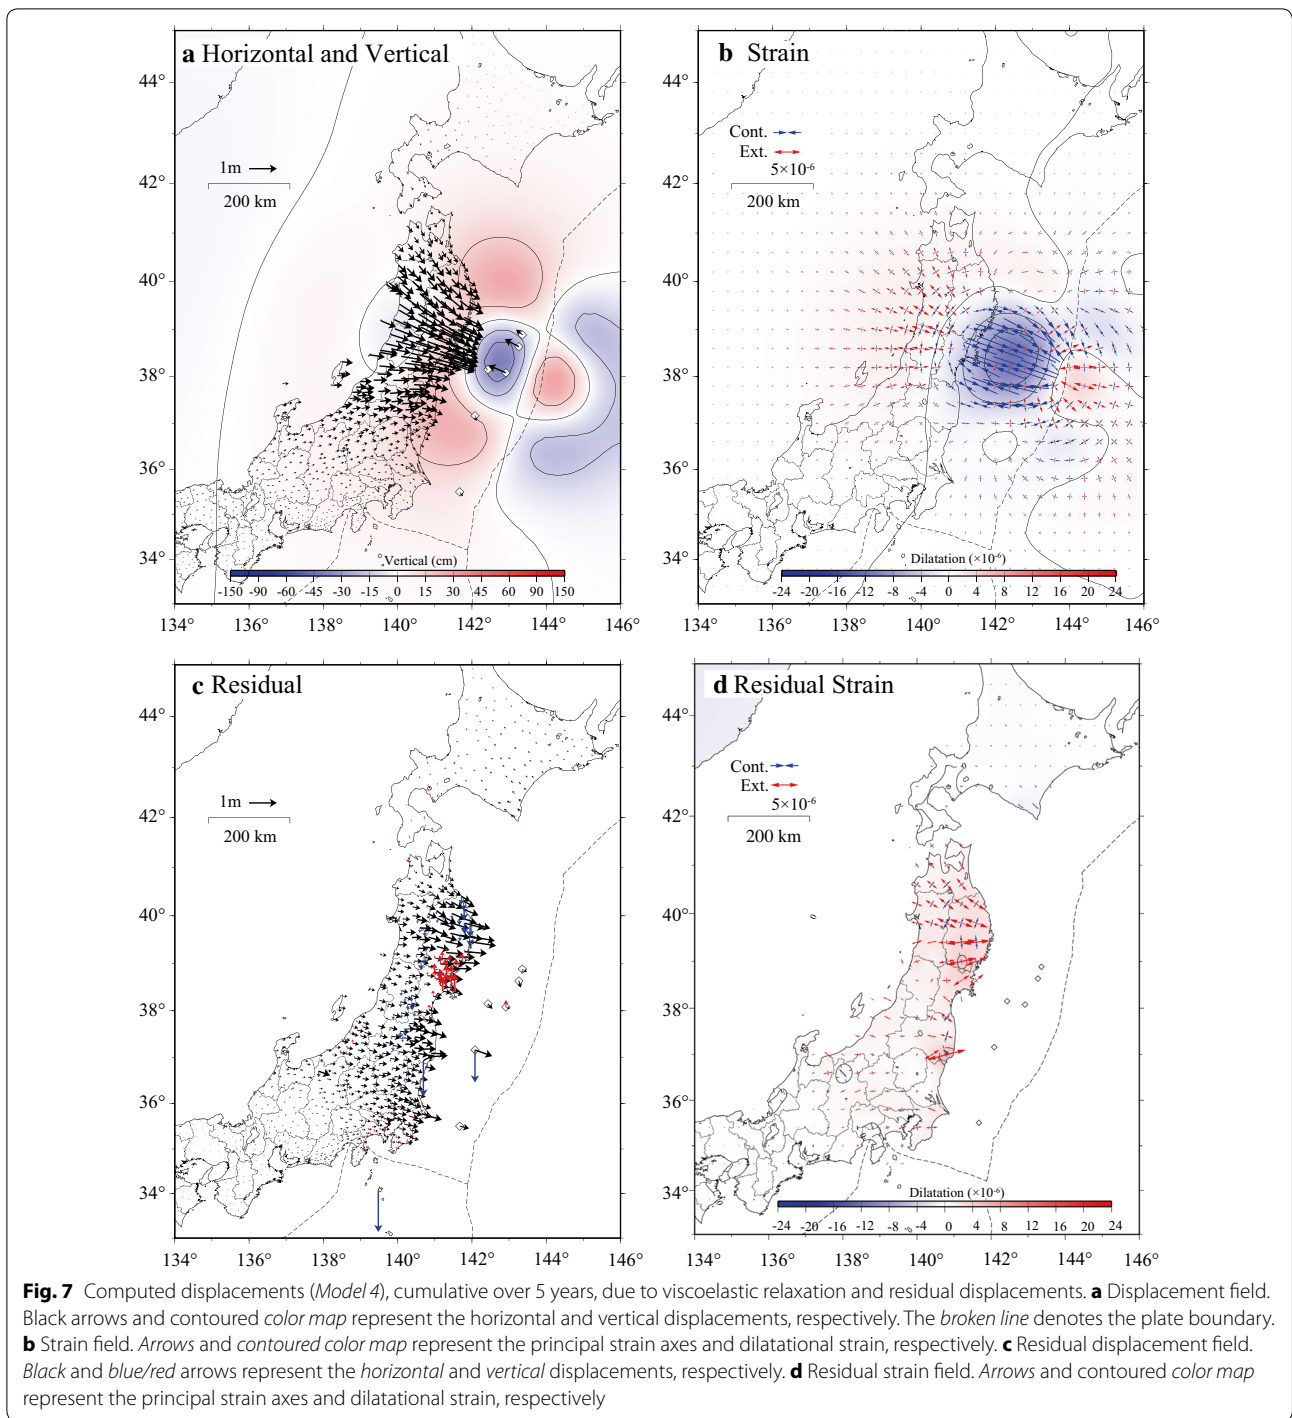 a Horizontal and Vertical
44°
42°
40°
38°
36°
34°
1m
200 km
Vertical (cm)
-150 -90 -60 -45 -30 -15 0 15 30 45 60 90 150
134° 136° 138° 140° 142° 144° 146°
b Strain
44°
42°
40°
38°
36°
34°
Cont.
Ext.
5×10-6
200 km
Dilatation (×10-6)
-24 -20 -16 -12 -8 -4 0 4 8 12 16 20 24
134° 136° 138° 140° 142° 144° 146°
c Residual
44°
42°
40°
38°
36°
34°
1m
200 km
134° 136° 138° 140° 142° 144° 146°
d Residual Strain
44°
42°
40°
38°
36°
34°
Cont.
Ext.
5×10-6
200 km
Dilatation (×10-6)
-24 -20 -16 -12 -8 -4 0 4 8 12 16 20 24
134° 136° 138° 140° 142° 144° 146°
Fig. 7 Computed displacements (Model 4), cumulative over 5 years, due to viscoelastic relaxation and residual displacements. a Displacement field.
Black arrows and contoured color map represent the horizontal and vertical displacements, respectively. The broken line denotes the plate boundary.
b Strain field. Arrows and contoured color map represent the principal strain axes and dilatational strain, respectively. c Residual displacement field.
Black and blue/red arrows represent the horizontal and vertical displacements, respectively. d Residual strain field. Arrows and contoured color map
represent the principal strain axes and dilatational strain, respectively